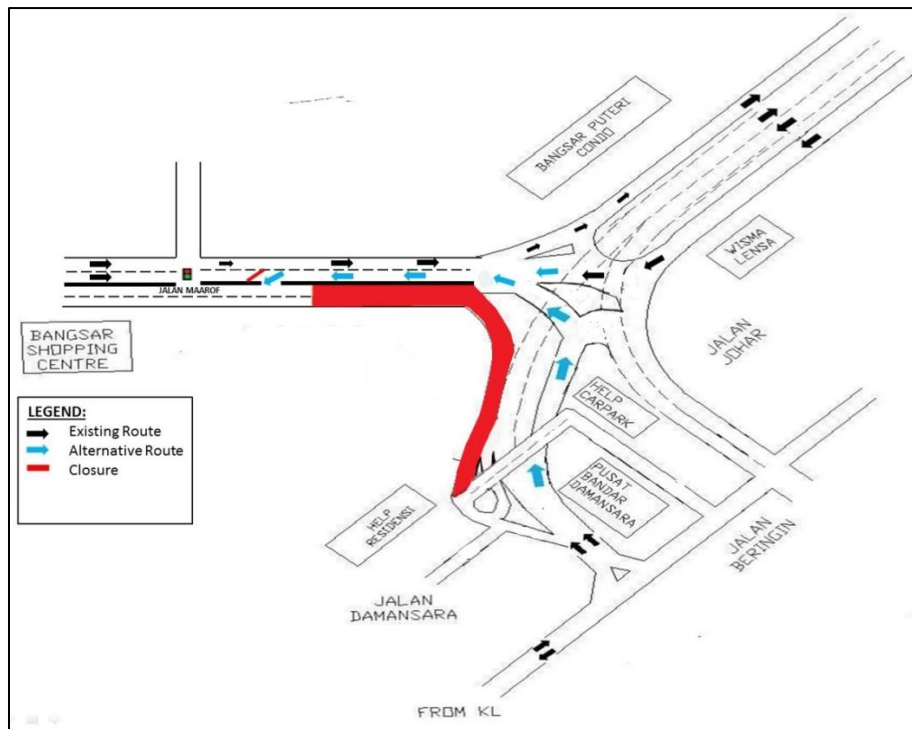 BANGSAR PUTERI
CONDO
WISMA
LENSA
JALAN MAAROF
BANGSAR
SHOPPING
CENTRE
JALAN
JOHAR
LEGEND:
Existing Route
Alternative Route
Closure
HELP
CARPARK
PUSAT
BANDAR
DAMANSARA
HELP
RESIDENSI
JALAN
BERINGIN
JALAN
DAMANSARA
FROM KL